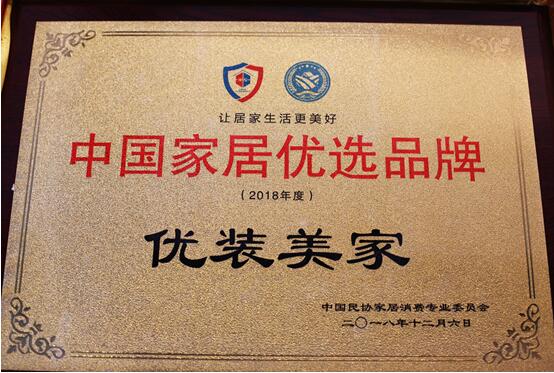 让居家生活更美好
中国家居优选品牌
(2018年度)
优装美家
中国民协家居消费专业委员会
二〇一八年十二月六日